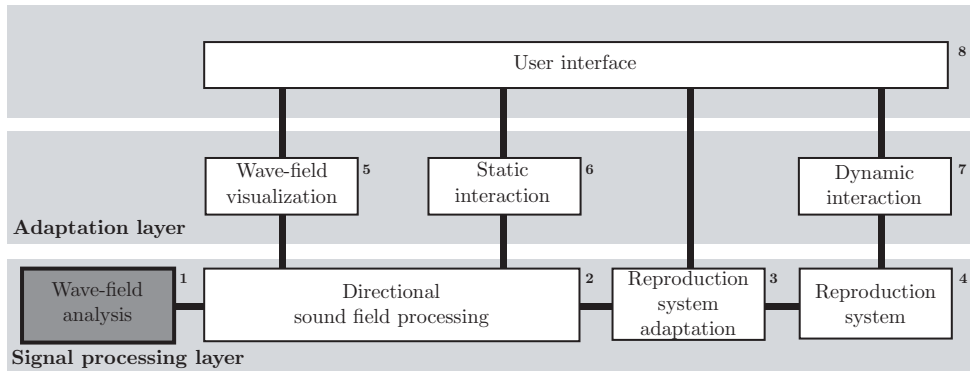 User interface
8
Wave-field
visualization
5
Static
interaction
6
Dynamic
interaction
7
Adaptation layer
Wave-field
analysis
1
Directional
sound field processing
2
Reproduction
system
adaptation
3
Reproduction
system
4
Signal processing layer